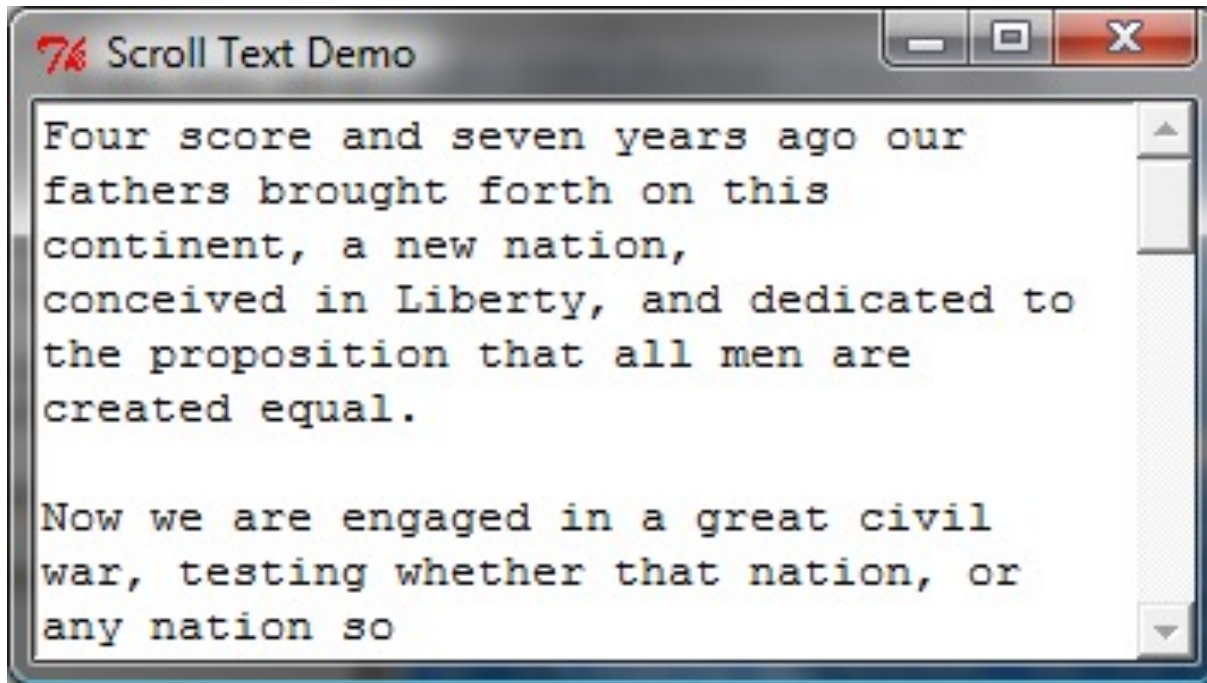 Scroll Text Demo
Four score and seven years ago our
fathers brought forth on this
continent, a new nation,
conceived in Liberty, and dedicated to
the proposition that all men are
created equal.

Now we are engaged in a great civil
war, testing whether that nation, or
any nation so